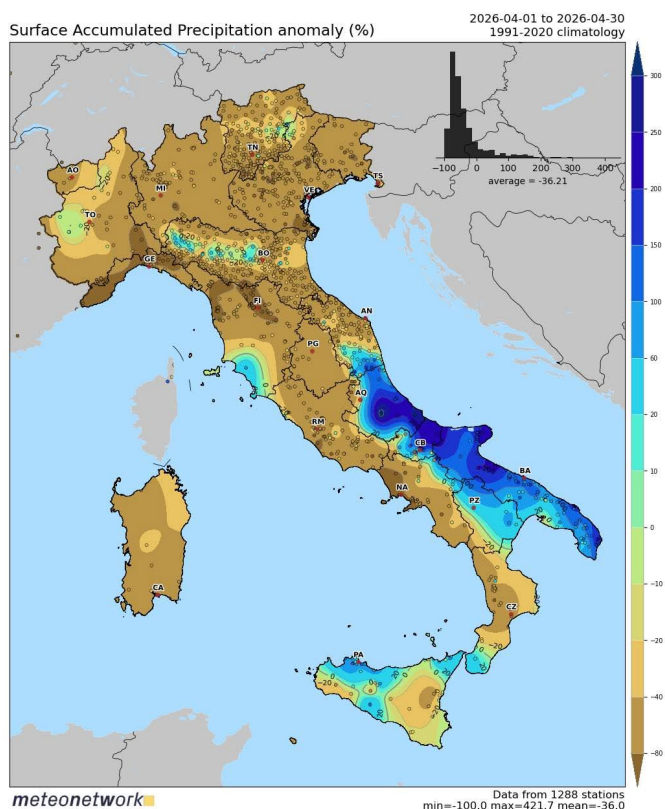 Surface Accumulated Precipitation anomaly (%)
2026-04-01 to 2026-04-30
1991-2020 climatology
−100 0 100 200 300 400
average = -36.21
300
250
200
150
100
60
20
10
0
−10
−20
−40
−80
AO
TN
MI
TO
VE
TS
GE
BO
FI
AN
PG
AQ
RM
CB
BA
NA
PZ
CA
CZ
PA
meteonetwork
Data from 1288 stations
min=-100.0 max=421.7 mean=-36.0